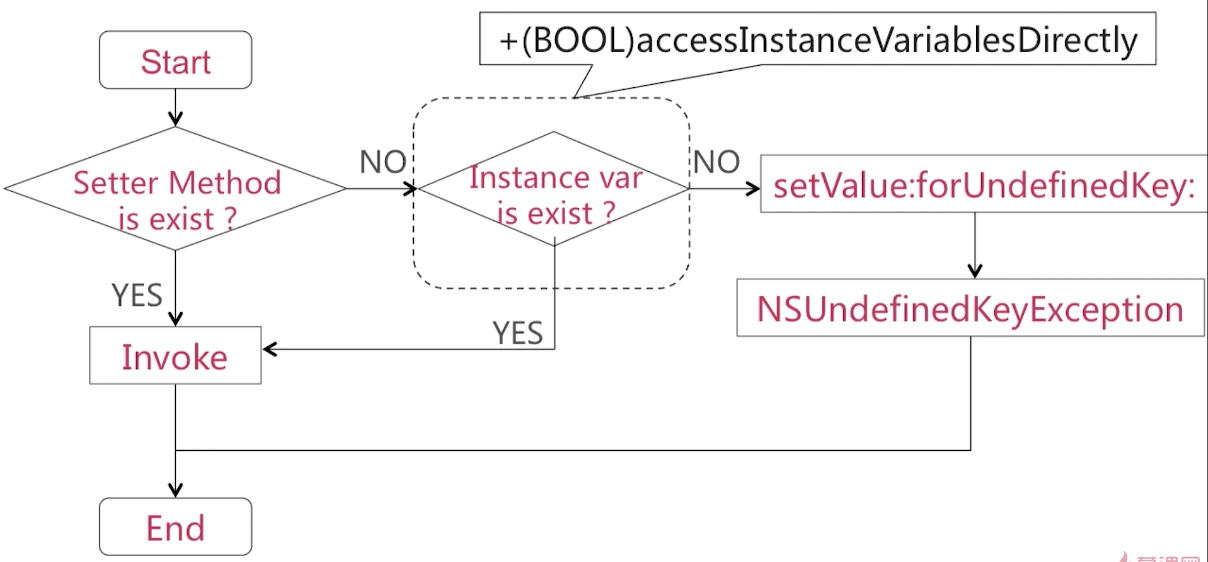 +(BOOL)accessInstanceVariablesDirectly
Start
Setter Method
is exist ?
NO
Instance var
is exist ?
NO
setValue:forUndefinedKey:
YES
YES
NSUndefinedKeyException
Invoke
End